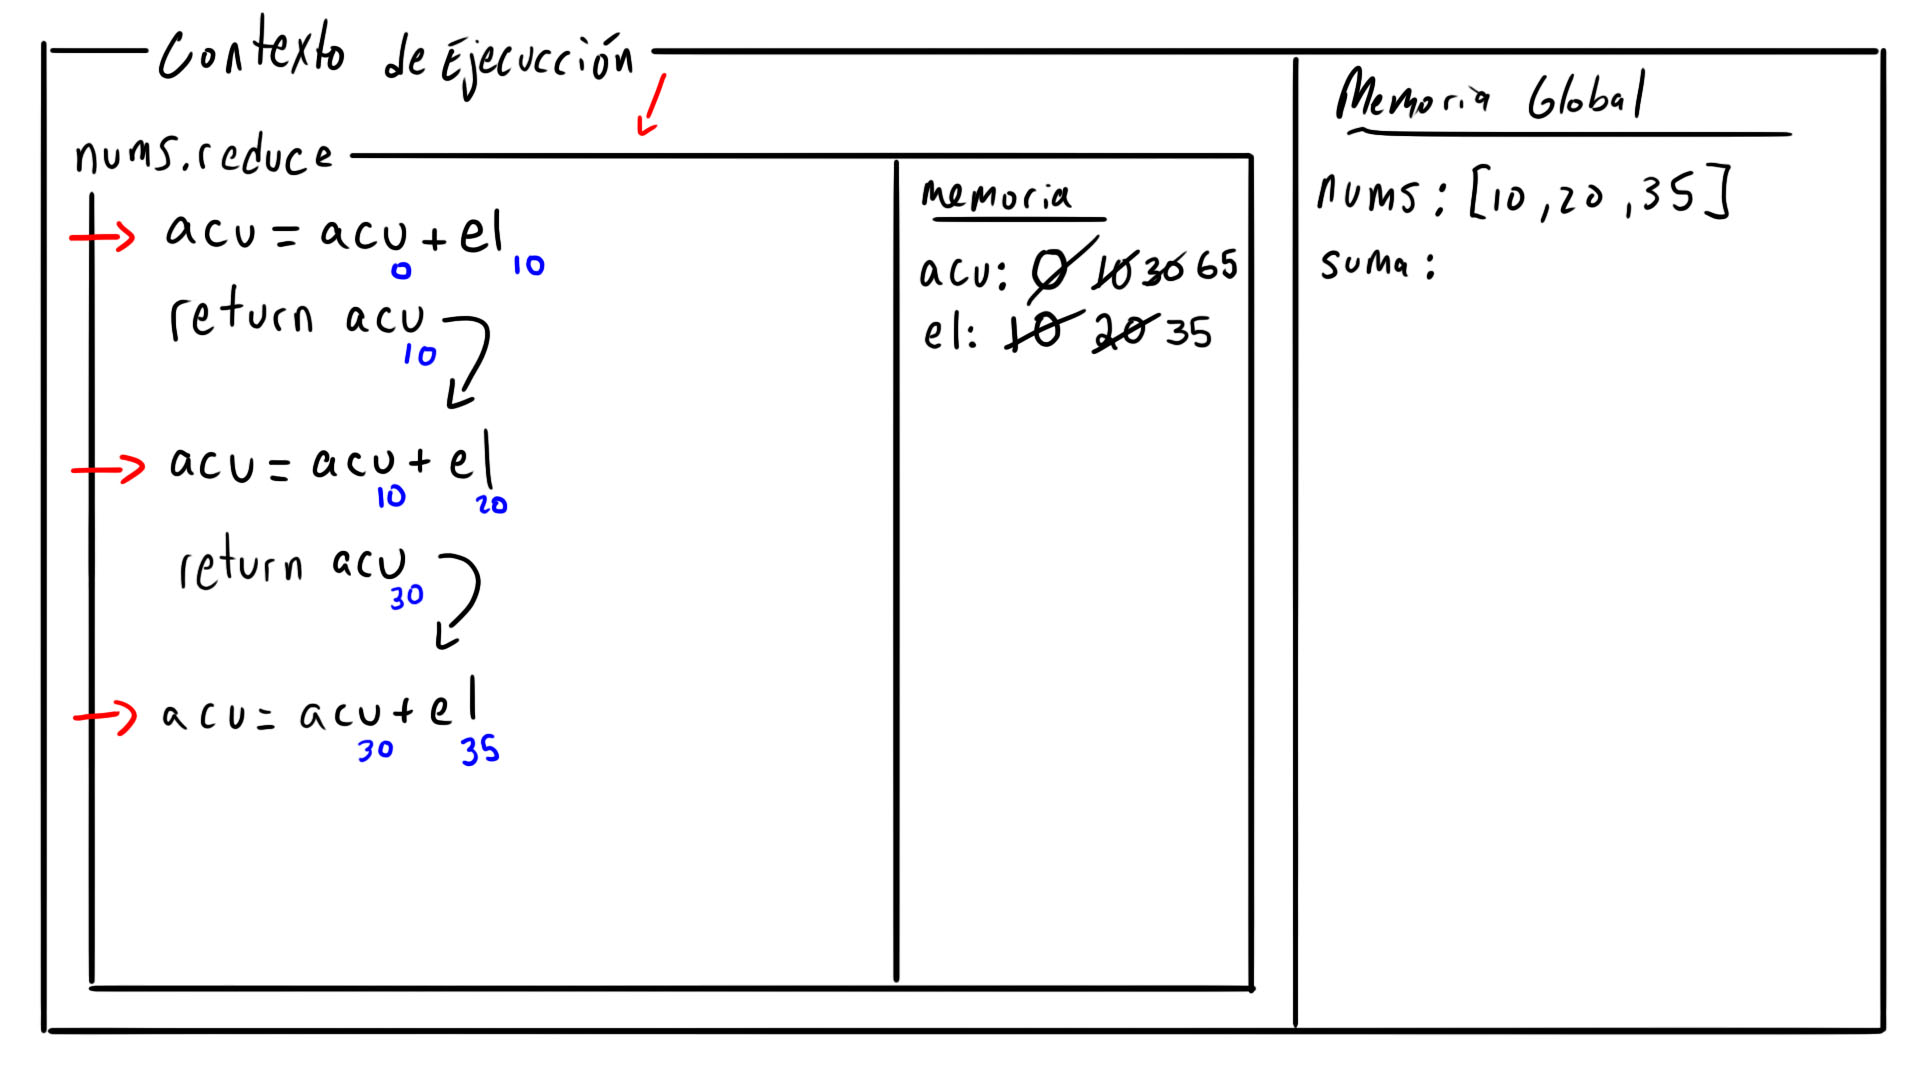 Contexto de Ejecucción
nums.reduce
acu = acu + el
0 10
return acu
10
acu = acu + el
10 20
return acu
30
acu = acu + el
30 35
memoria
acu: 0 10 30 65
el: 10 20 35
Memoria Global
nums: [10,20,35]
suma: